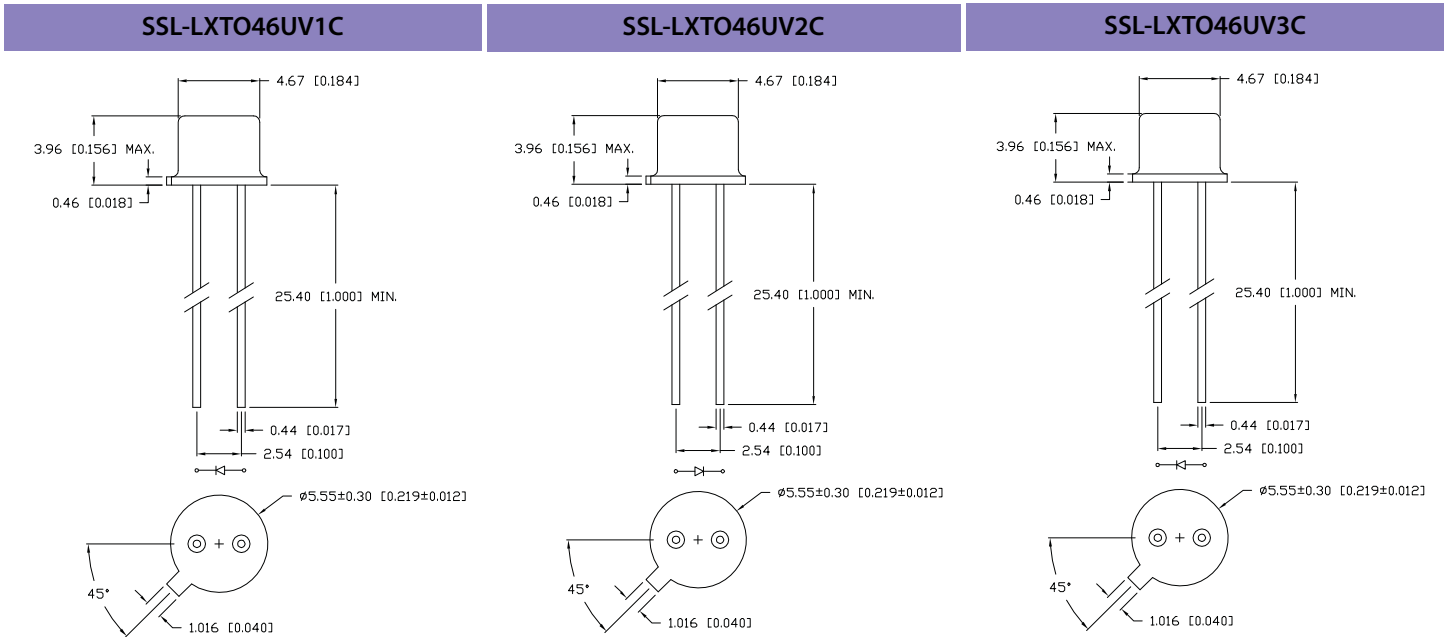 SSL-LXTO46UV1C
4.67 [0.184]
3.96 [0.156] MAX.
0.46 [0.018]
25.40 [1.000] MIN.
0.44 [0.017]
2.54 [0.100]
ø5.55±0.30 [0.219±0.012]
45°
1.016 [0.040]
SSL-LXTO46UV2C
4.67 [0.184]
3.96 [0.156] MAX.
0.46 [0.018]
25.40 [1.000] MIN.
0.44 [0.017]
2.54 [0.100]
ø5.55±0.30 [0.219±0.012]
45°
1.016 [0.040]
SSL-LXTO46UV3C
4.67 [0.184]
3.96 [0.156] MAX.
0.46 [0.018]
25.40 [1.000] MIN.
0.44 [0.017]
2.54 [0.100]
ø5.55±0.30 [0.219±0.012]
45°
1.016 [0.040]